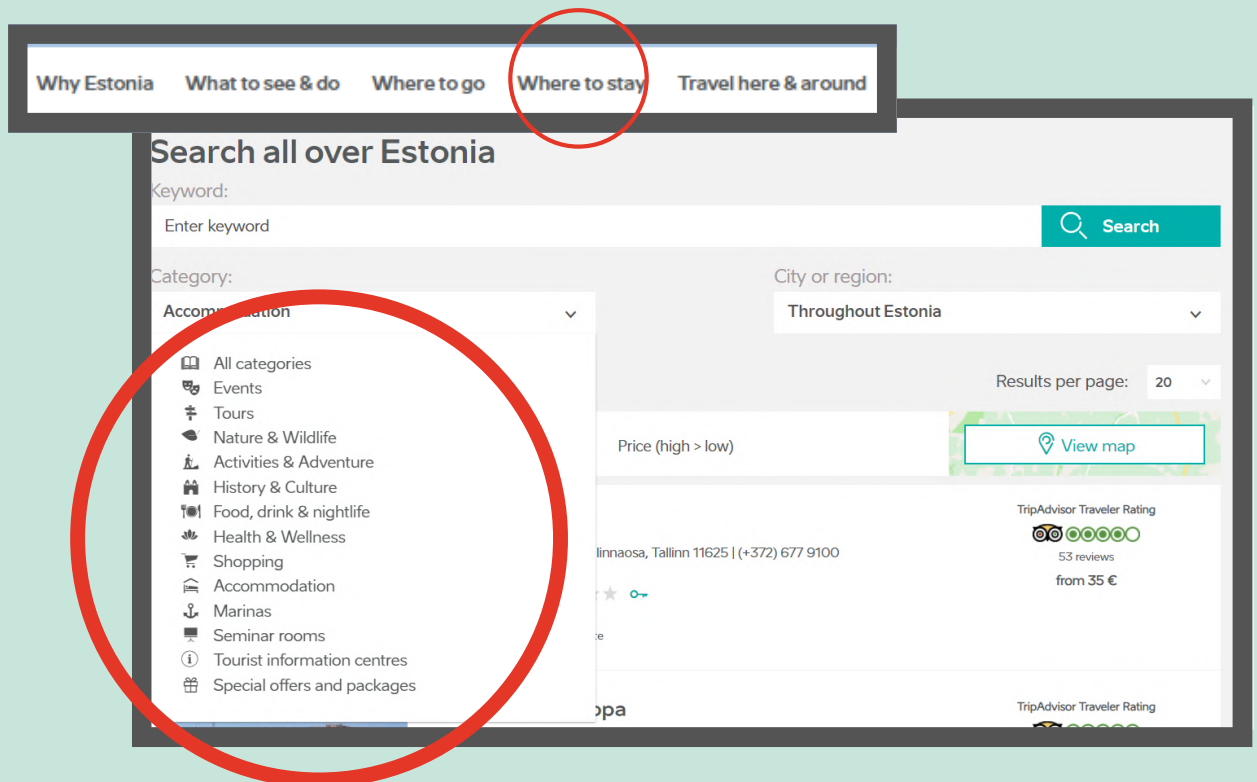 Why Estonia What to see & do Where to go Where to stay Travel here & around
Search all over Estonia
Keyword:
Enter keyword
Search
Category:
City or region:
Accommodation
Throughout Estonia
All categories
Events
Tours
Nature & Wildlife
Activities & Adventure
History & Culture
Food, drink & nightlife
Health & Wellness
Shopping
Accommodation
Marinas
Seminar rooms
Tourist information centres
Special offers and packages
Results per page: 20
Price (high > low)
View map
TripAdvisor Traveler Rating
linnaosa, Tallinn 11625 | (+372) 677 9100
53 reviews
from 35 €
opa
TripAdvisor Traveler Rating